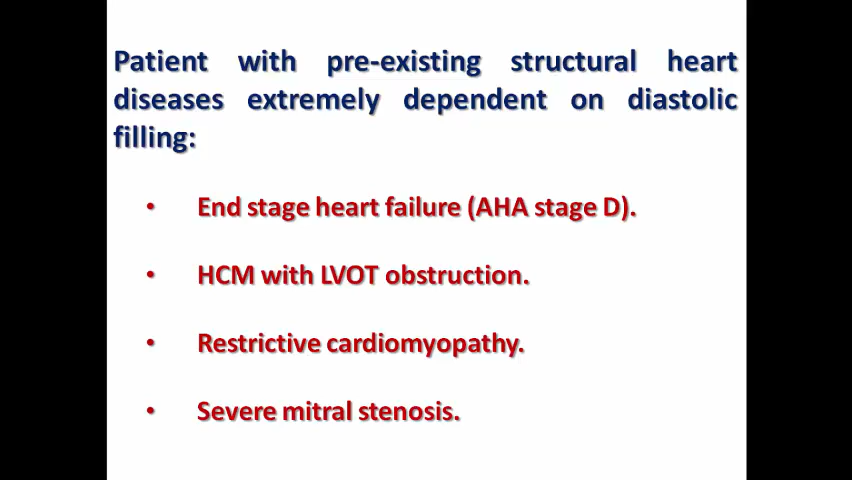 Patient with pre-existing structural heart
diseases extremely dependent on diastolic
filling:
• End stage heart failure (AHA stage D).
• HCM with LVOT obstruction.
• Restrictive cardiomyopathy.
• Severe mitral stenosis.